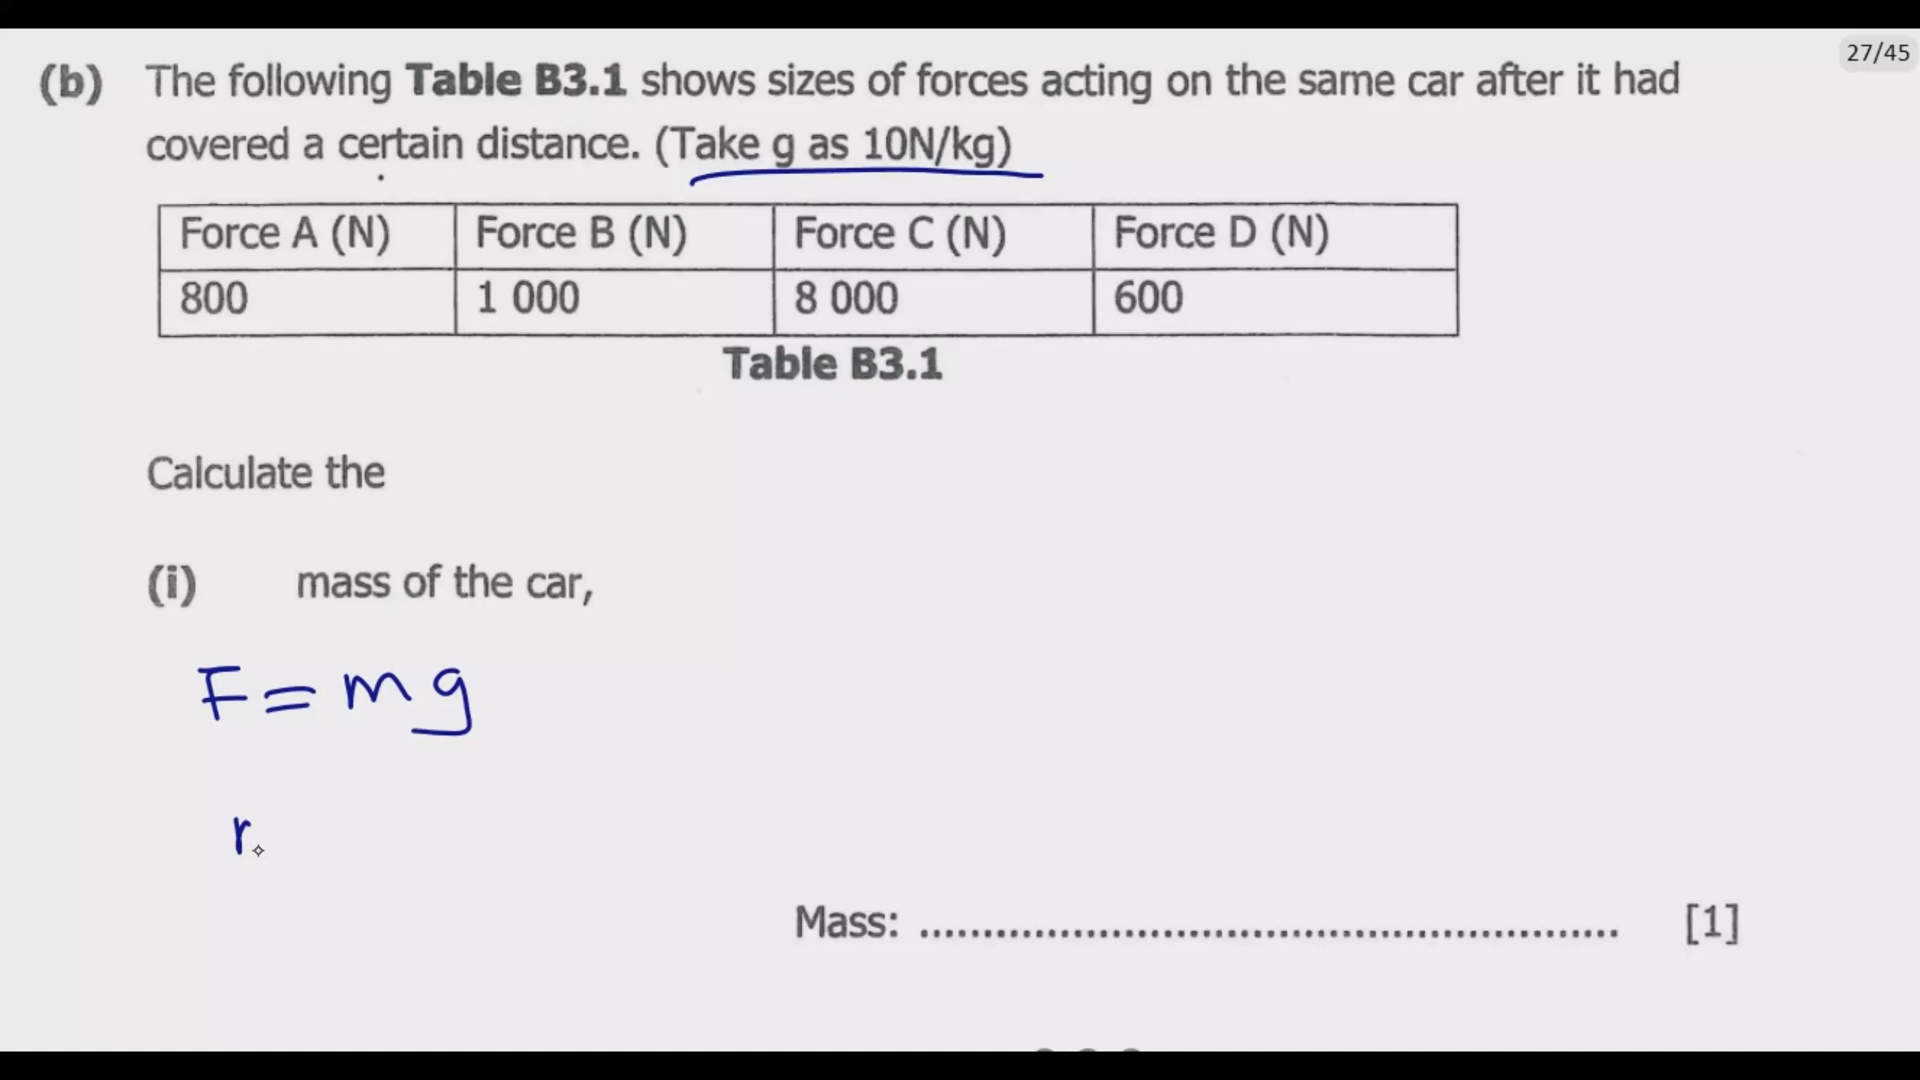 27/45
(b) The following Table B3.1 shows sizes of forces acting on the same car after it had
covered a certain distance. (Take g as 10N/kg)
Force A (N) Force B (N) Force C (N) Force D (N)
800 1 000 8 000 600
Table B3.1
Calculate the
(i) mass of the car,
F = mg
r
Mass: ........................................................ [1]